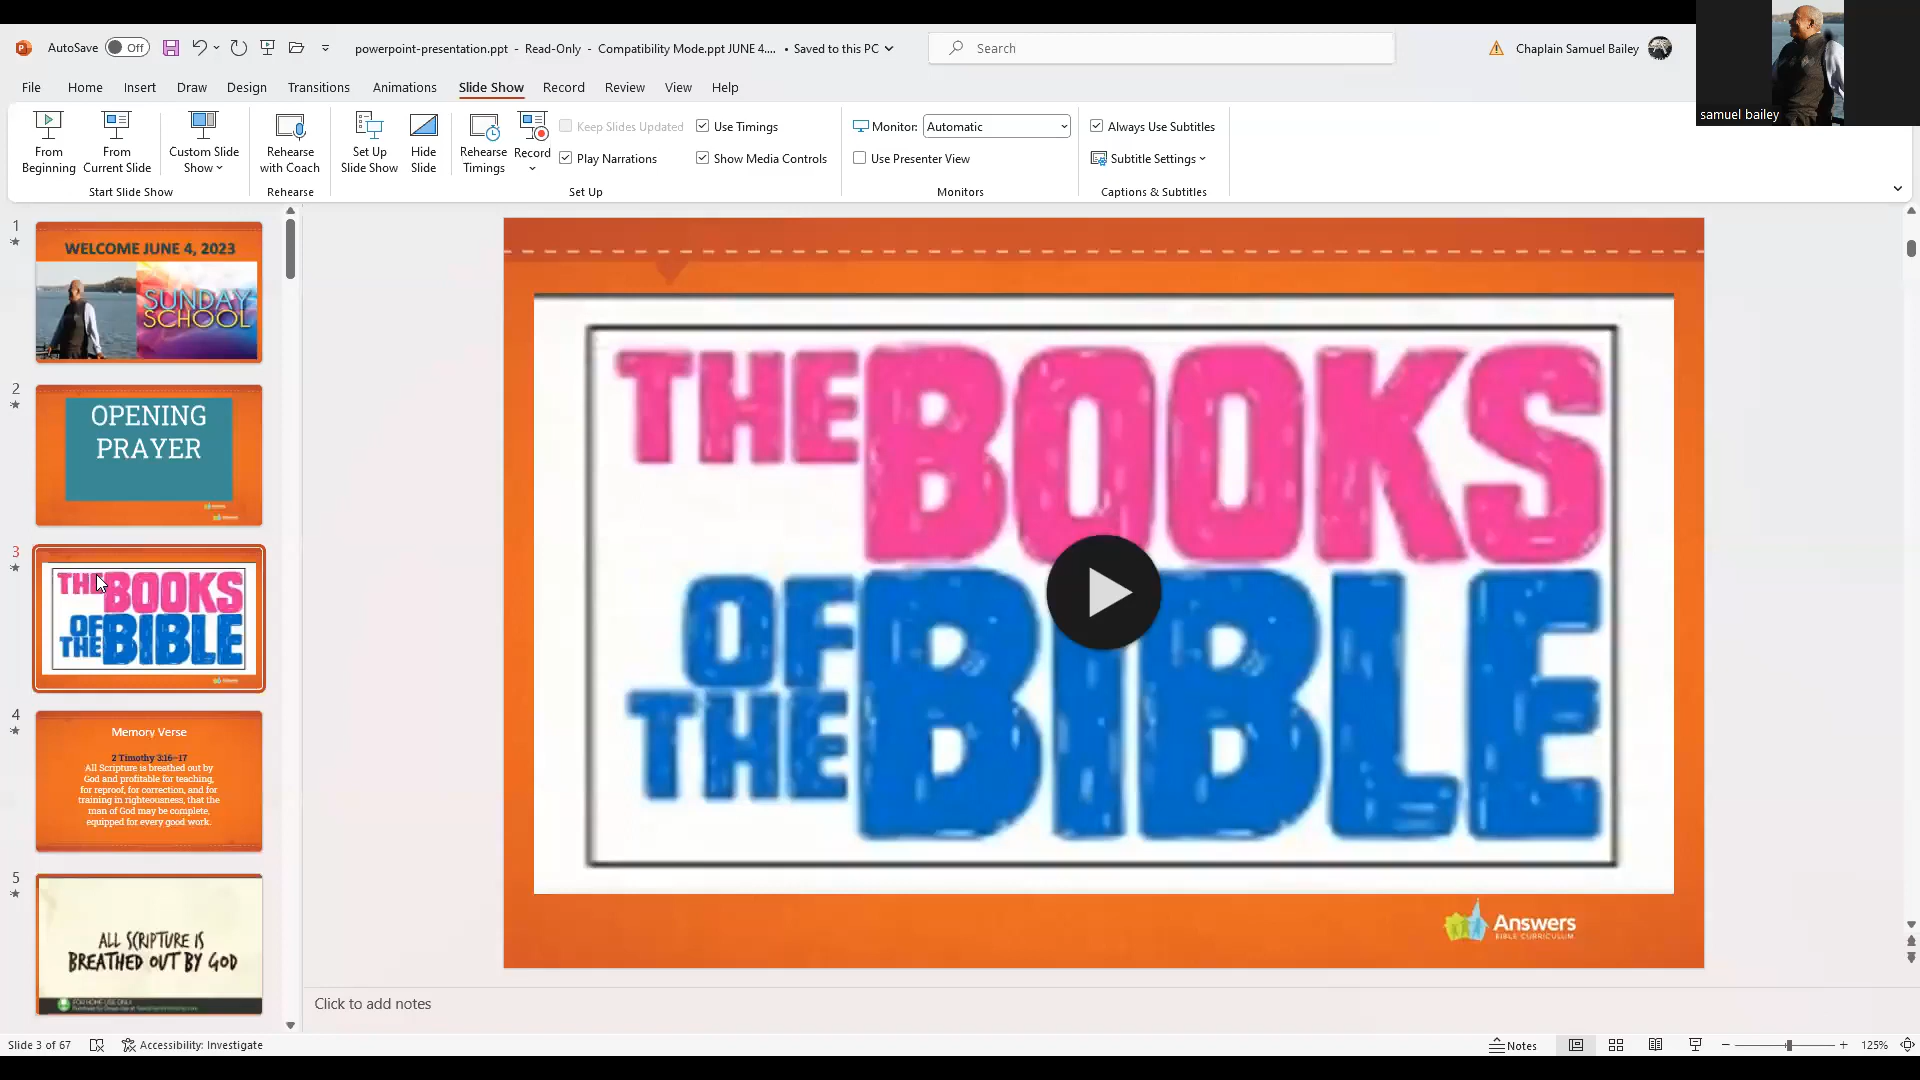 AutoSave Off powerpoint-presentation.ppt - Read-Only - Compatibility Mode.ppt JUNE 4.... • Saved to this PC Search Chaplain Samuel Bailey
samuel bailey
File Home Insert Draw Design Transitions Animations Slide Show Record Review View Help
From Beginning
From Current Slide
Custom Slide Show
Start Slide Show
Rehearse with Coach
Rehearse
Set Up Slide Show
Hide Slide
Rehearse Timings
Record
Keep Slides Updated
Play Narrations
Use Timings
Show Media Controls
Set Up
Monitor: Automatic
Use Presenter View
Monitors
Always Use Subtitles
Subtitle Settings
Captions & Subtitles
1
WELCOME JUNE 4, 2023
SUNDAY
SCHOOL
2
OPENING
PRAYER
3
THE BOOKS
OF THE BIBLE
4
Memory Verse
2 Timothy 3:16–17
All Scripture is breathed out by
God and profitable for teaching,
for reproof, for correction, and for
training in righteousness, that the
man of God may be complete,
equipped for every good work.
5
ALL SCRIPTURE IS
BREATHED OUT BY GOD
FOR HOME USE ONLY
THE BOOKS
OF
THE BIBLE
Answers
BIBLE CURRICULUM
Click to add notes
Slide 3 of 67 Accessibility: Investigate Notes 125%